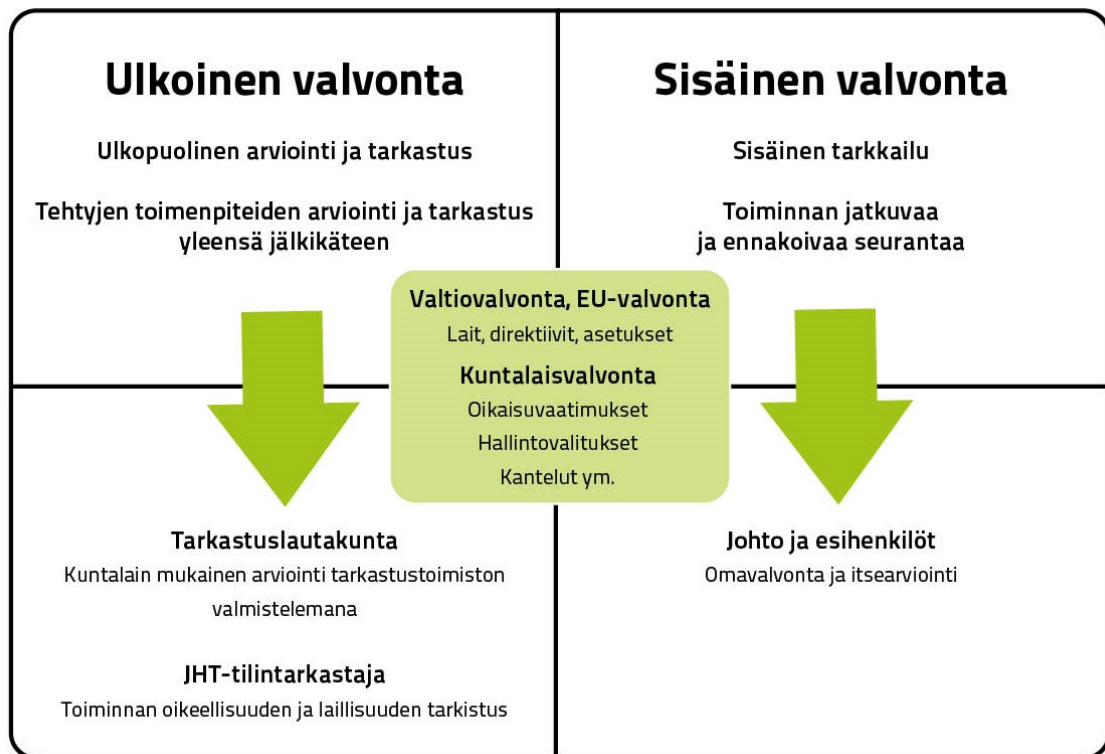 Ulkoinen valvonta
Ulkopuolinen arviointi ja tarkastus
Tehtyjen toimenpiteiden arviointi ja tarkastus
yleensä jälkikäteen
Sisäinen valvonta
Sisäinen tarkkailu
Toiminnan jatkuvaa
ja ennakoivaa seurantaa
Valtiovalvonta, EU-valvonta
Lait, direktiivit, asetukset
Kuntalaisvalvonta
Oikaisuvaatimukset
Hallintovalitukset
Kantelut ym.
Tarkastuslautakunta
Kuntalain mukainen arviointi tarkastustoimiston
valmistelemana
JHT-tilintarkastaja
Toiminnan oikeellisuuden ja laillisuuden tarkistus
Johto ja esihenkilöt
Omavalvonta ja itsearviointi